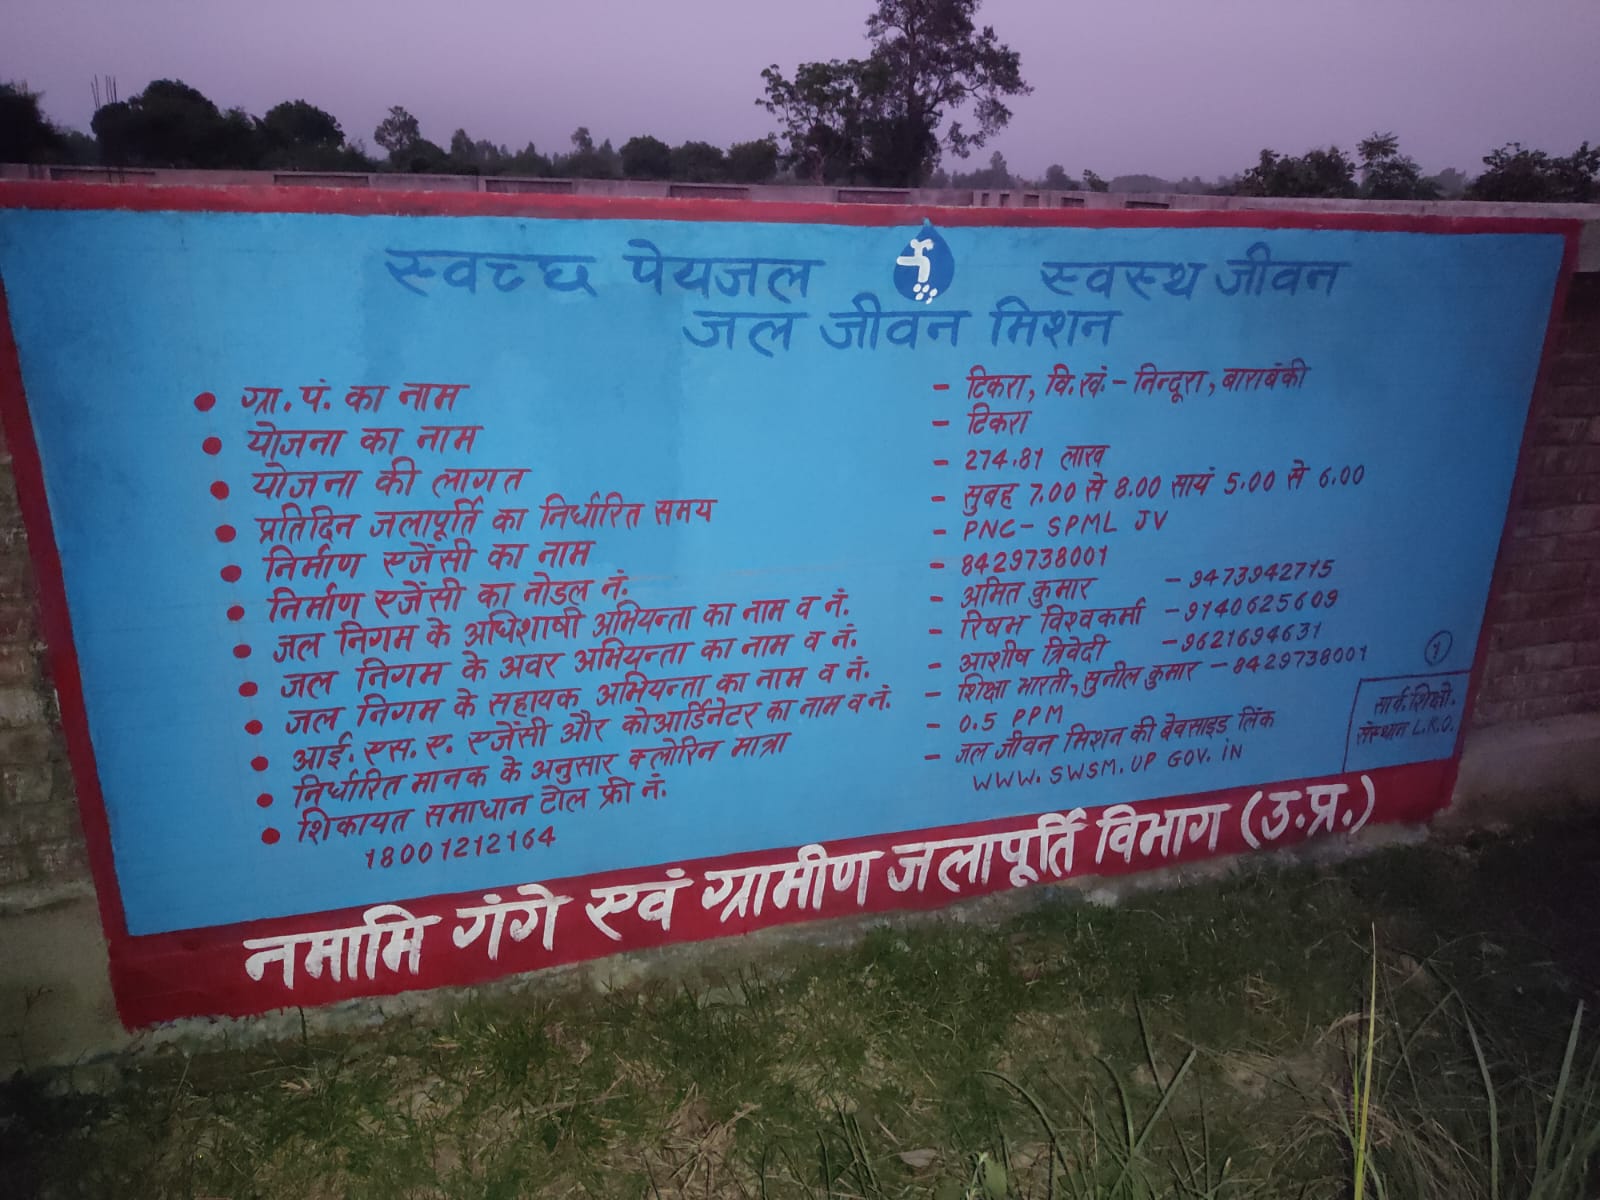 स्वच्छ पेयजल स्वस्थ जीवन
जल जीवन मिशन
• ग्रा. पं. का नाम - टिकरा, वि.खं.- निन्दूरा, बाराबंकी
• योजना का नाम - टिकरा
• योजना की लागत - 274.81 लाख
• प्रतिदिन जलापूर्ति का निर्धारित समय - सुबह 7.00 से 8.00 सायं 5.00 से 6.00
• निर्माण एजेंसी का नाम - PNC- SPML JV
• निर्माण एजेंसी का नोडल नं. - 8429738001
• जल निगम के अधिशाषी अभियन्ता का नाम व नं. - अमित कुमार - 9473942715
• जल निगम के अवर अभियन्ता का नाम व नं. - रिषभ विश्वकर्मा - 9140625609
• जल निगम के सहायक अभियन्ता का नाम व नं. - आशीष त्रिवेदी - 9621694631
• आई. एस. ए. एजेंसी और कोआर्डिनेटर का नाम व नं. - शिक्षा भारती, सुनील कुमार - 8429738001
• निर्धारित मानक के अनुसार क्लोरिन मात्रा - 0.5 PPM
• शिकायत समाधान टोल फ्री नं. - जल जीवन मिशन की बेवसाइड लिंक
18001212164 WWW. SWSM. UP GOV. iN
१
सार्व. शिक्षो.
संस्थान L.K.O.
नमामि गंगे एवं ग्रामीण जलापूर्ति विभाग (उ.प्र.)